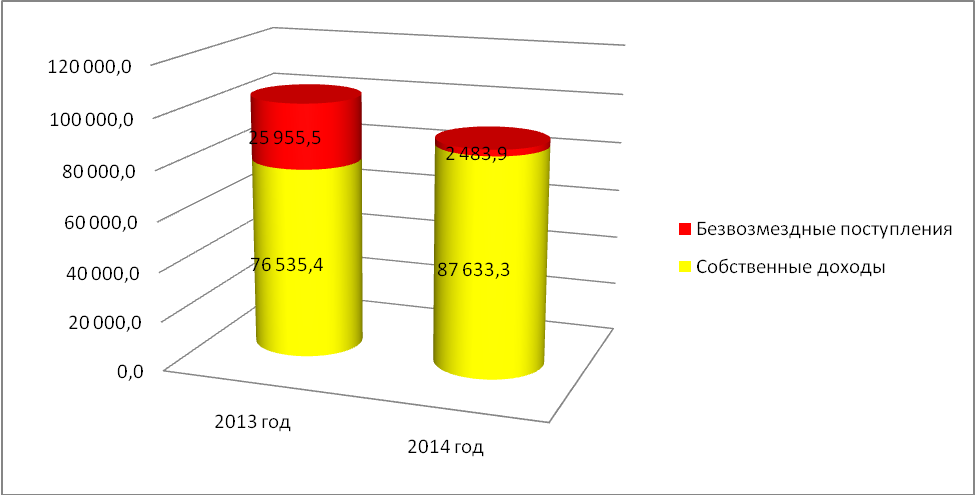 120 000,0
100 000,0
80 000,0
60 000,0
40 000,0
20 000,0
0,0
25 955,5
2 483,9
76 535,4
87 633,3
2013 год
2014 год
Безвозмездные поступления
Собственные доходы